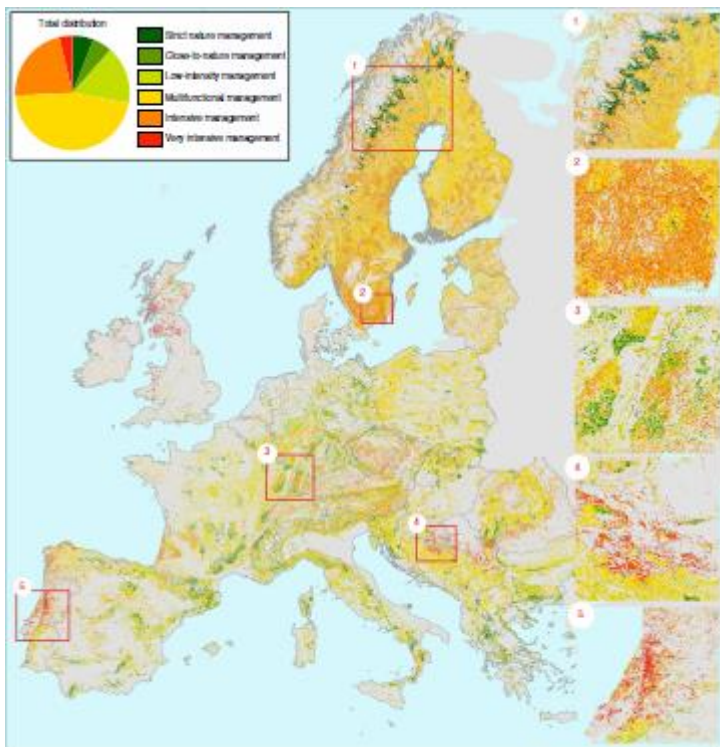 Total distribution
Strict nature management
Close-to-nature management
Low-intensity management
Multifunctional management
Intensive management
Very intensive management
1
2
3
4
5
1
2
3
4
5